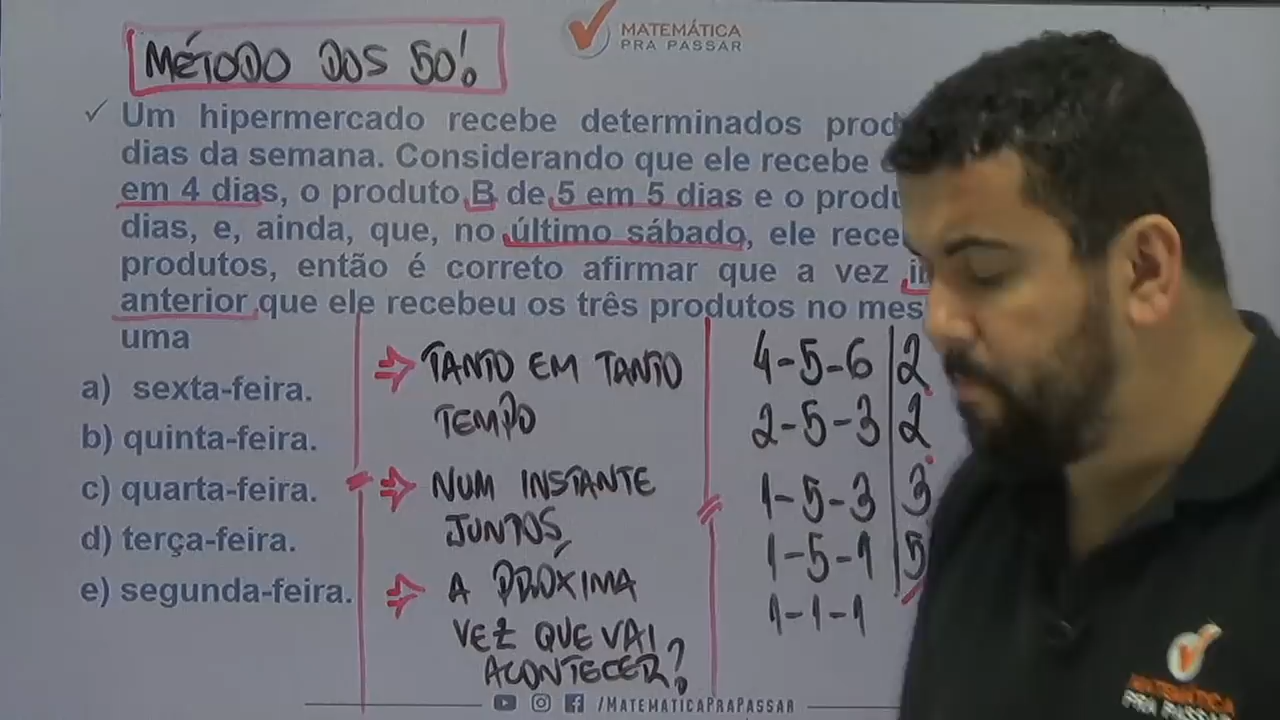 MATEMÁTICA
PRA PASSAR
MÉTODO DOS 50!
✓ Um hipermercado recebe determinados
dias da semana. Considerando que ele recebe
em 4 dias, o produto B de 5 em 5 dias e o
dias, e, ainda, que, no último sábado, ele
produtos, então é correto afirmar que a vez
anterior que ele recebeu os três produtos no
uma
a) sexta-feira.
b) quinta-feira.
c) quarta-feira.
d) terça-feira.
e) segunda-feira.
⇒ TANTO EM TANTO
TEMPO
⇒ NUM INSTANTE
JUNTOS,
⇒ A PRÓXIMA
VEZ QUE VAI
ACONTECER?
4-5-6 | 2
2-5-3 | 2
1-5-3 | 3
1-5-1 | 5
1-1-1
/MATEMATICAPRAPASSAR
MATEMÁTICA
PRA PASSAR